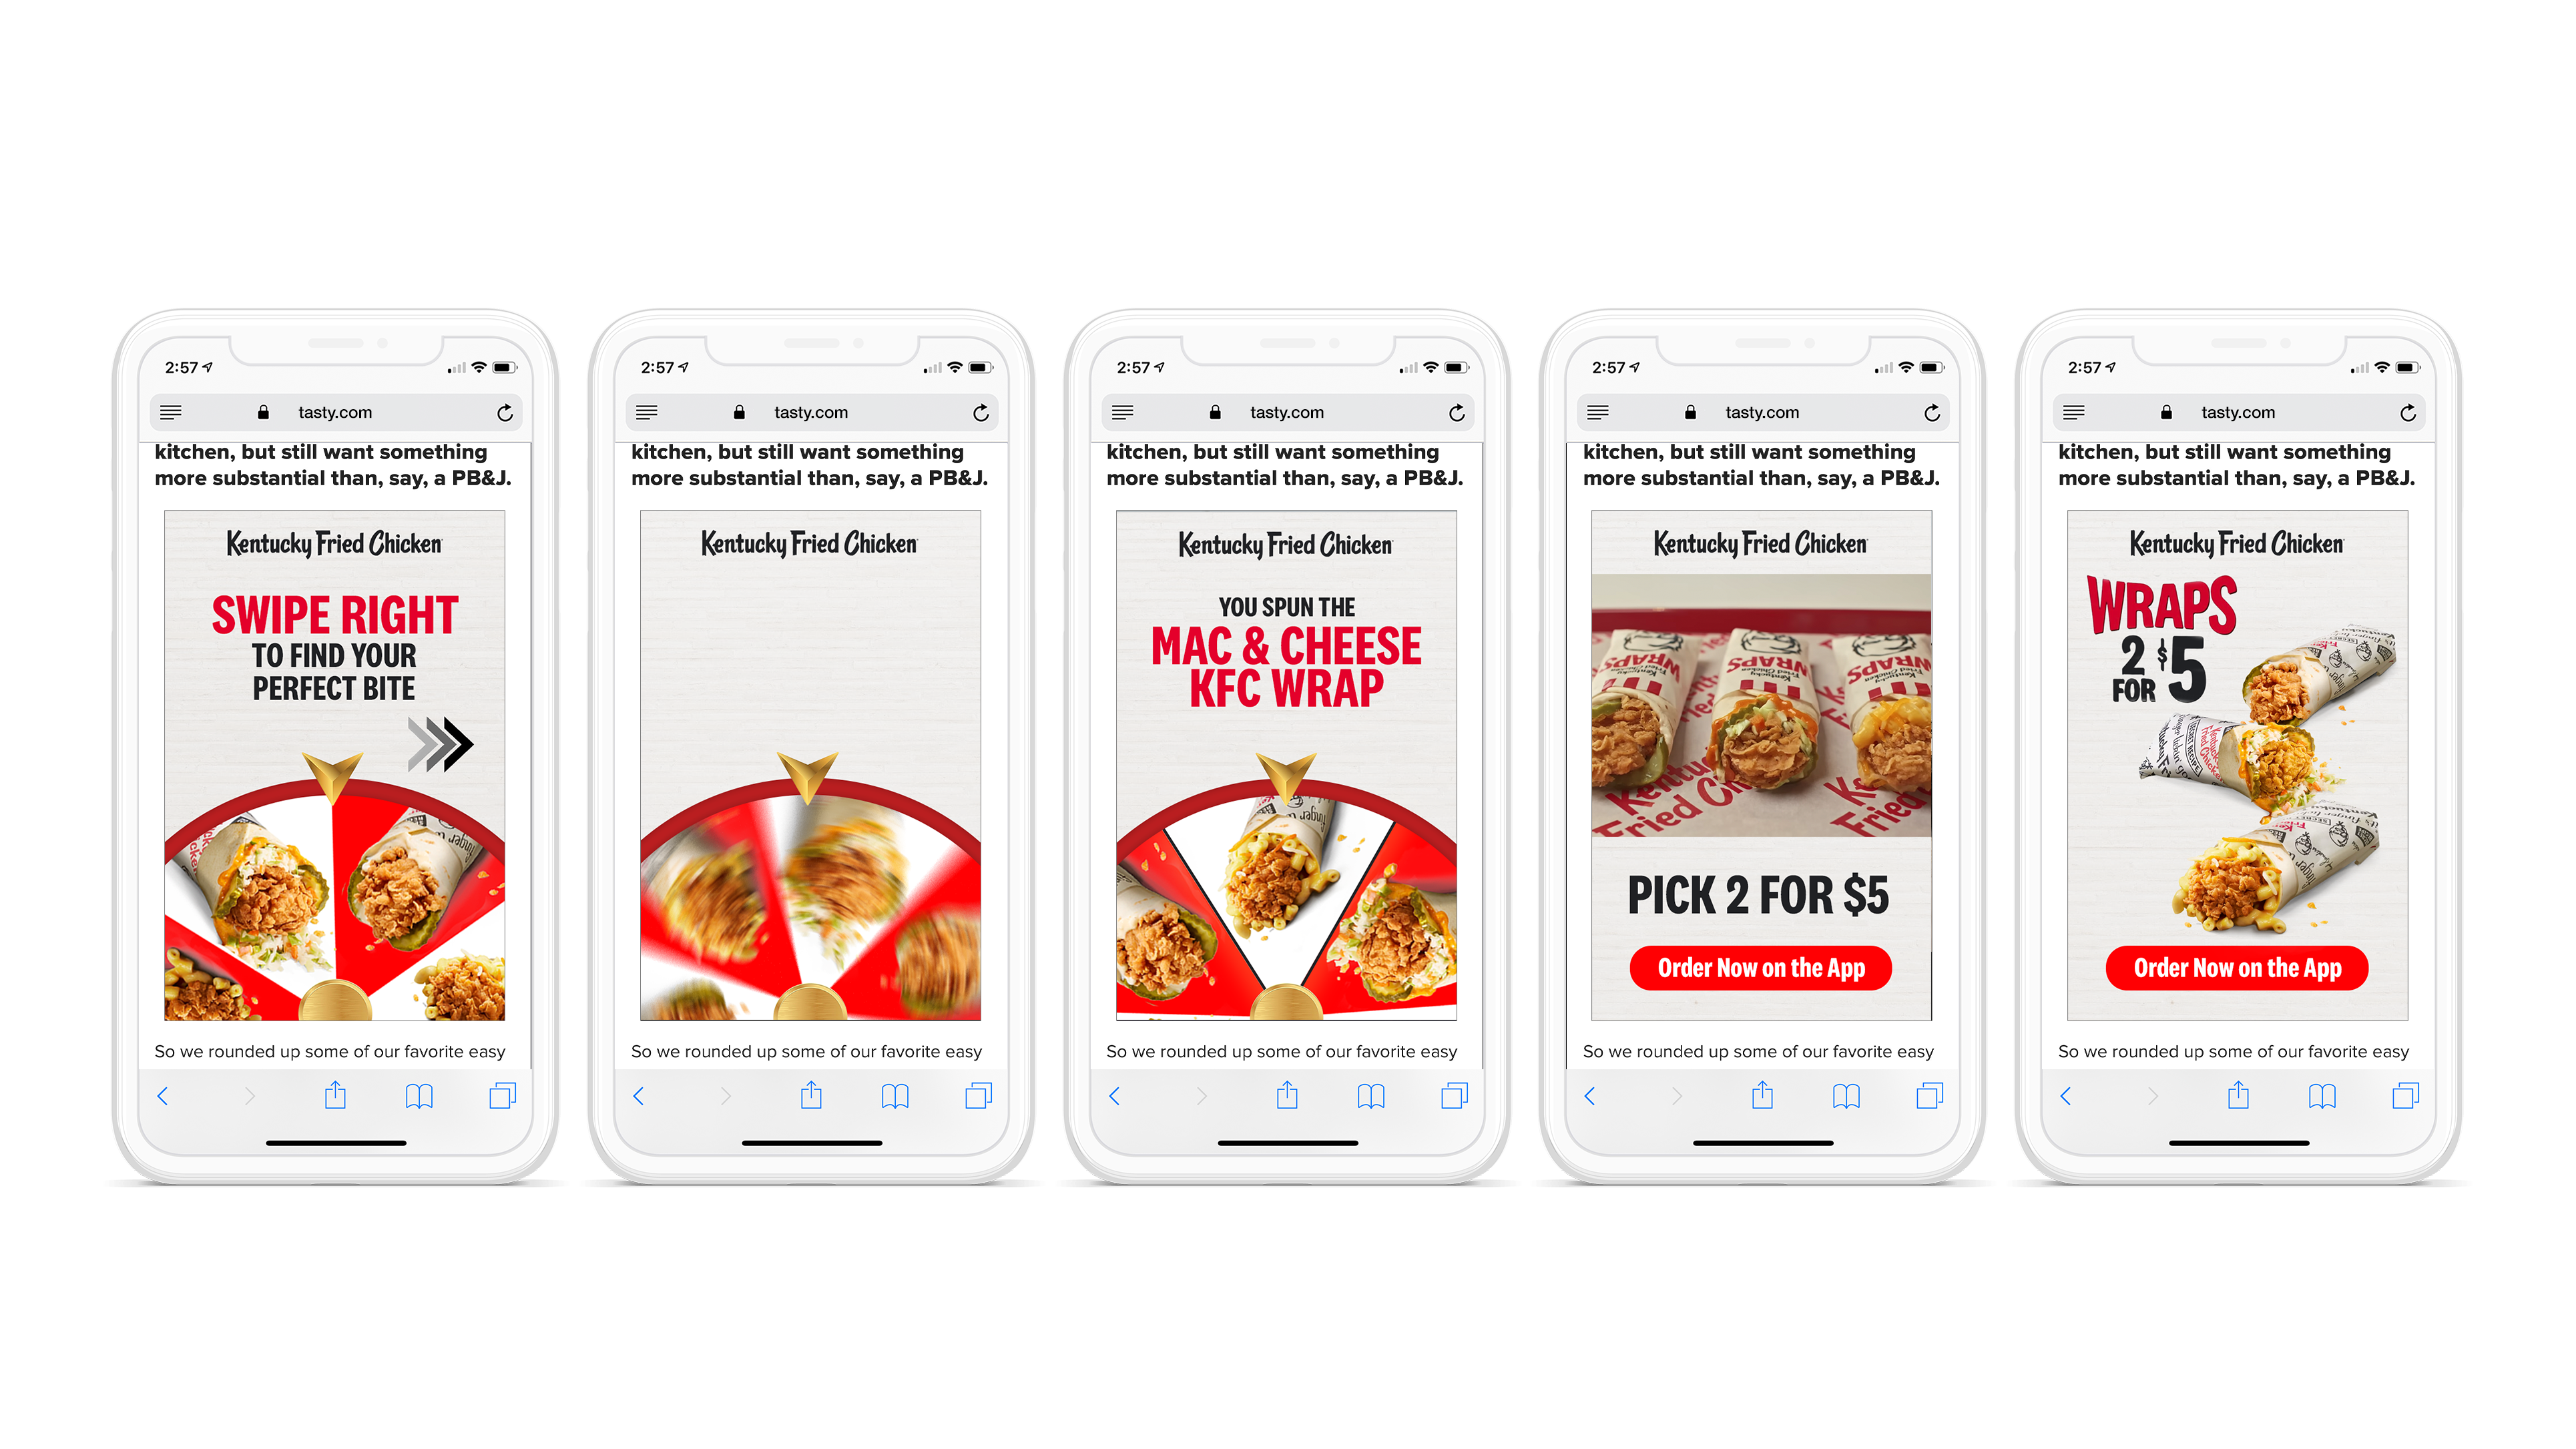 2:57
tasty.com
kitchen, but still want something
more substantial than, say, a PB&J.
Kentucky Fried Chicken
SWIPE RIGHT
TO FIND YOUR
PERFECT BITE
So we rounded up some of our favorite easy
2:57
tasty.com
kitchen, but still want something
more substantial than, say, a PB&J.
Kentucky Fried Chicken
So we rounded up some of our favorite easy
2:57
tasty.com
kitchen, but still want something
more substantial than, say, a PB&J.
Kentucky Fried Chicken
YOU SPUN THE
MAC & CHEESE
KFC WRAP
So we rounded up some of our favorite easy
2:57
tasty.com
kitchen, but still want something
more substantial than, say, a PB&J.
Kentucky Fried Chicken
WRAPS
WRAPS
WRAPS
PICK 2 FOR $5
Order Now on the App
So we rounded up some of our favorite easy
2:57
tasty.com
kitchen, but still want something
more substantial than, say, a PB&J.
Kentucky Fried Chicken
WRAPS
2 FOR $5
Order Now on the App
So we rounded up some of our favorite easy